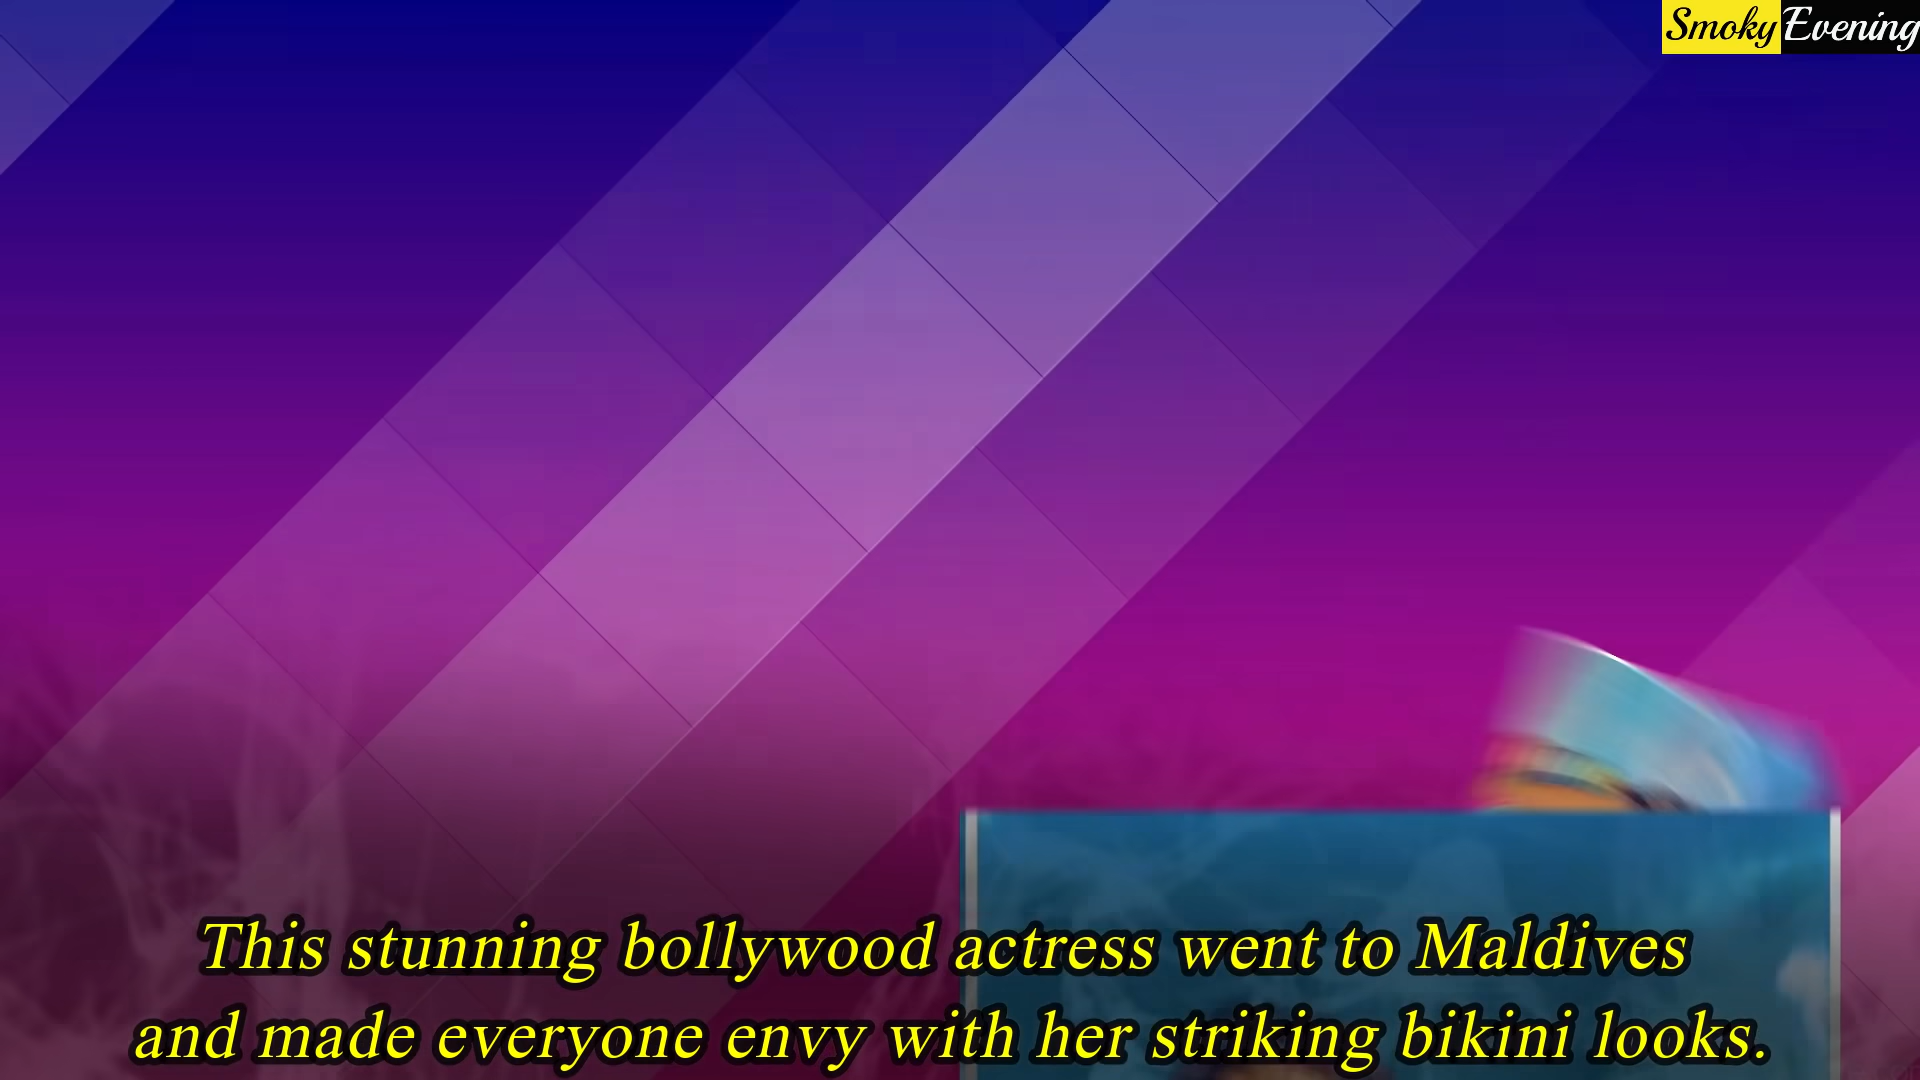 Smoky Evening
This stunning bollywood actress went to Maldives
and made everyone envy with her striking bikini looks.